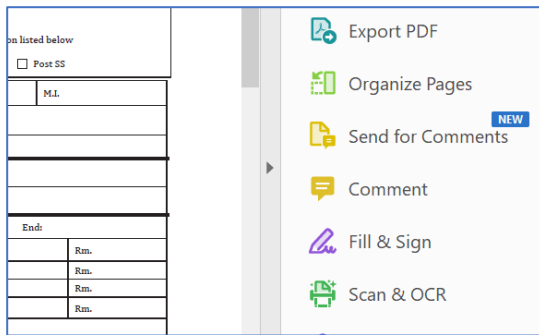 on listed below
Post SS
M.I.
End:
Rm.
Rm.
Rm.
Rm.
Export PDF
Organize Pages
NEW
Send for Comments
Comment
Fill & Sign
Scan & OCR